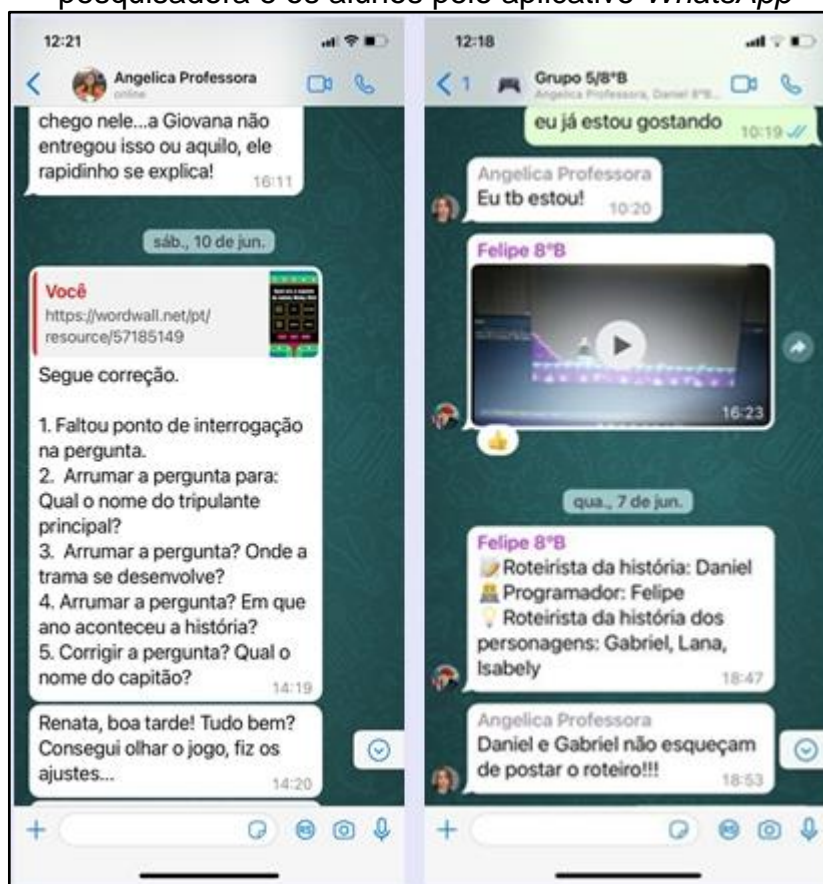 pesquisadora e os alunos pelo aplicativo WhatsApp
12:21
Angelica Professora
online
chego nele...a Giovana não
entregou isso ou aquilo, ele
rapidinho se explica!
16:11
sáb., 10 de jun.
Você
https://wordwall.net/pt/
resource/57185149
Segue correção.
1. Faltou ponto de interrogação
na pergunta.
2. Arrumar a pergunta para:
Qual o nome do tripulante
principal?
3. Arrumar a pergunta? Onde a
trama se desenvolve?
4. Arrumar a pergunta? Em que
ano aconteceu a história?
5. Corrigir a pergunta? Qual o
nome do capitão?
14:19
Renata, boa tarde! Tudo bem?
Consegui olhar o jogo, fiz os
ajustes...
14:20
12:18
1
Grupo 5/8°B
Angelica Professora, Daniel 8°B...
eu já estou gostando
10:19
Angelica Professora
Eu tb estou!
10:20
Felipe 8°B
16:23
qua., 7 de jun.
Felipe 8°B
Roteirista da história: Daniel
Programador: Felipe
Roteirista da história dos
personagens: Gabriel, Lana,
Isabely
18:47
Angelica Professora
Daniel e Gabriel não esqueçam
de postar o roteiro!!!
18:53